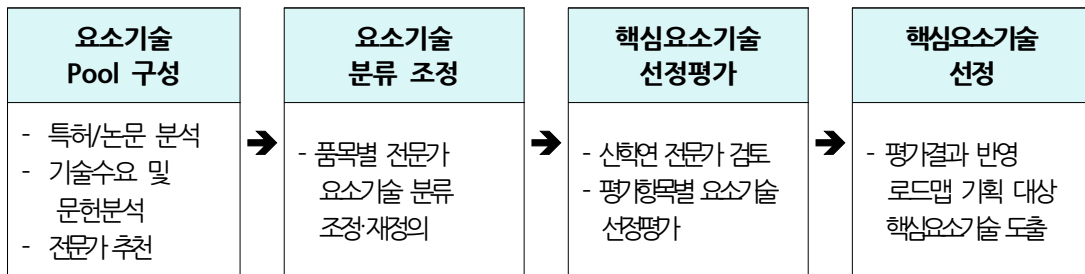 요소기술
Pool 구성
- 특허/논문 분석
- 기술수요 및
문헌분석
- 전문가 추천
➔
요소기술
분류 조정
- 품목별 전문가
요소기술 분류
조정·재정의
➔
핵심요소기술
선정평가
- 산학연 전문가 검토
- 평가항목별 요소기술
선정평가
➔
핵심요소기술
선정
- 평가결과 반영
로드맵 기획 대상
핵심요소기술 도출